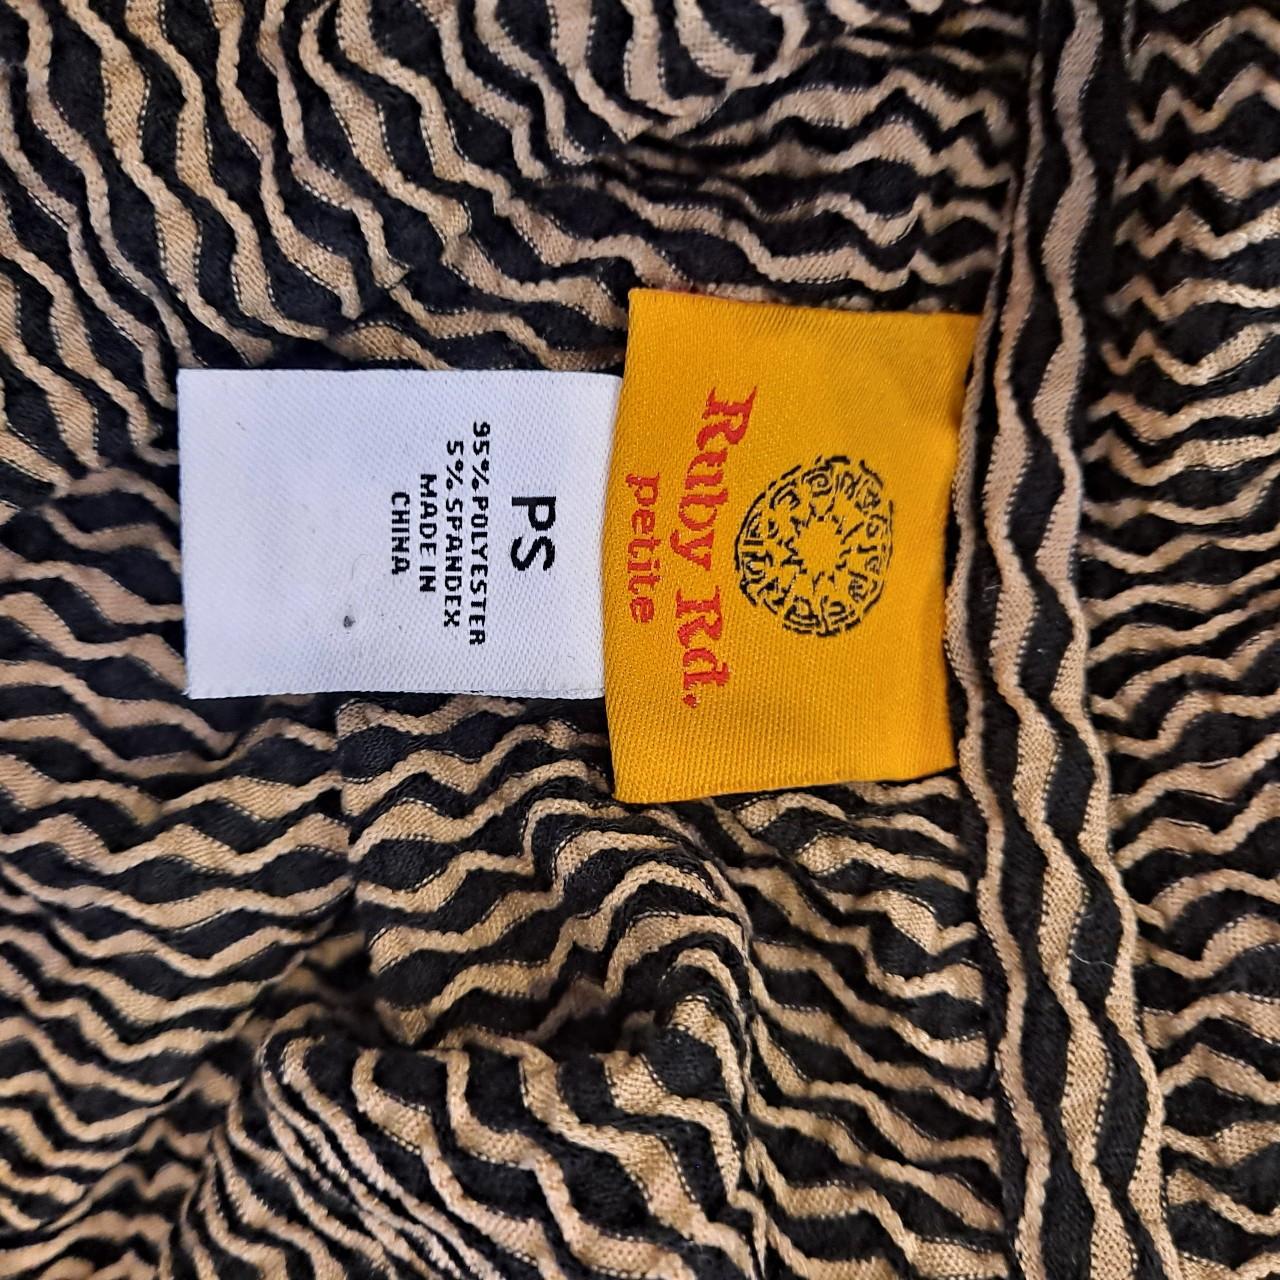 Ruby Rd.
petite
PS
95% POLYESTER
5% SPANDEX
MADE IN
CHINA